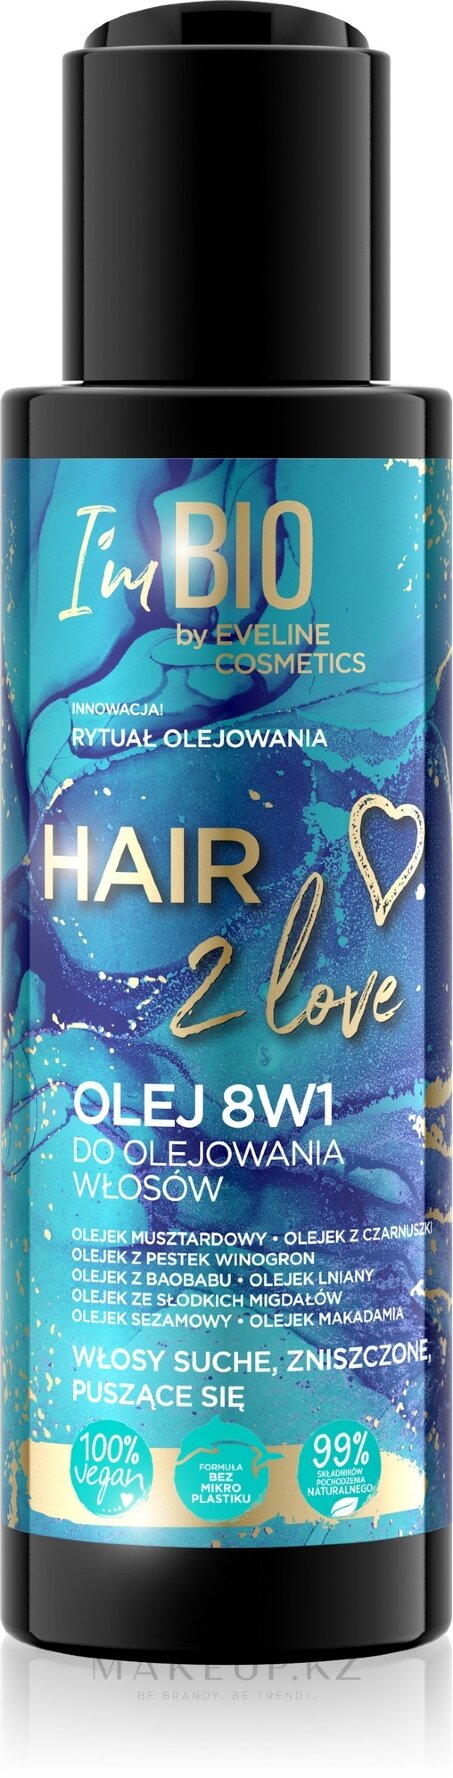 I'm BIO
by EVELINE
COSMETICS
INNOWACJA!
RYTUAŁ OLEJOWANIA
HAIR
2 love
OLEJ 8W1
DO OLEJOWANIA
WŁOSÓW
OLEJEK MUSZTARDOWY • OLEJEK Z CZARNUSZKI
OLEJEK Z PESTEK WINOGRON
OLEJEK Z BAOBABU • OLEJEK LNIANY
OLEJEK ZE SŁODKICH MIGDAŁÓW
OLEJEK SEZAMOWY • OLEJEK MAKADAMIA
WŁOSY SUCHE, ZNISZCZONE,
PUSZĄCE SIĘ
100%
vegan
FORMUŁA
BEZ
MIKRO
PLASTIKU
99%
SKŁADNIKÓW
POCHODZENIA
NATURALNEGO
MAKEUP.KZ
BE BRANDY. BE TRENDY.